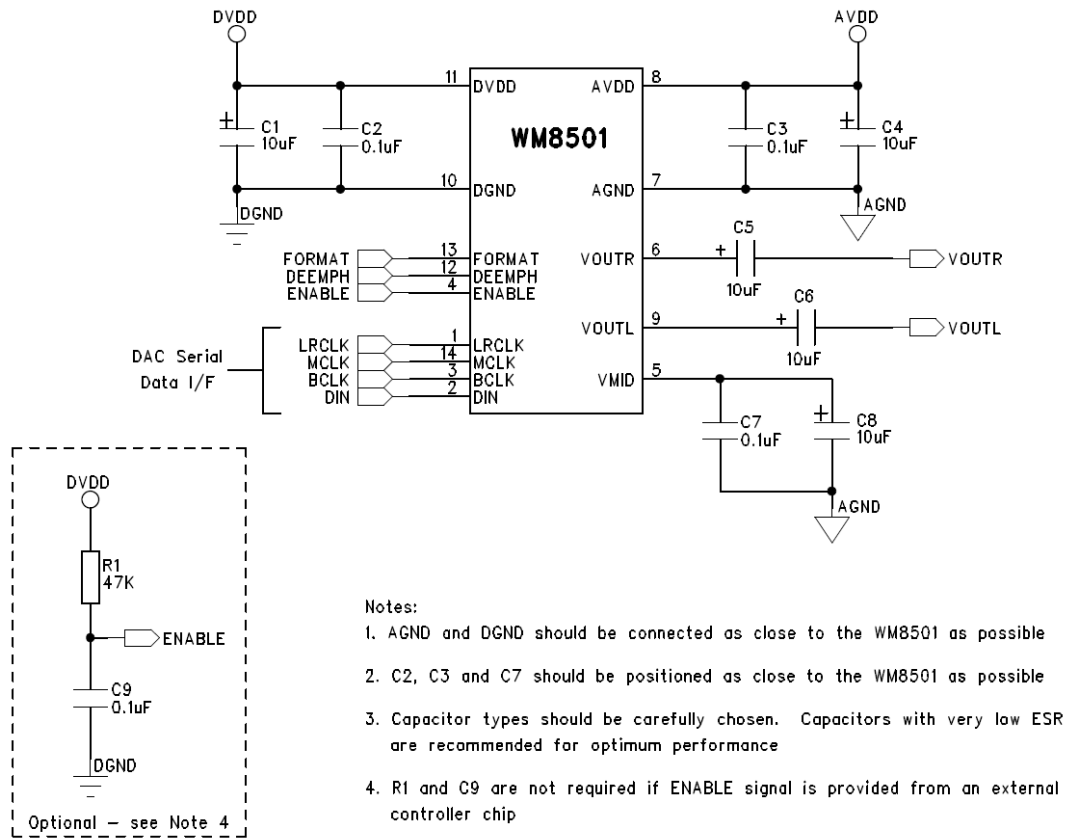 DVDD
AVDD
11
DVDD
AVDD
8
WM8501
+
C1
10uF
C2
0.1uF
C3
0.1uF
+
C4
10uF
10
DGND
AGND
7
DGND
AGND
FORMAT
13
FORMAT
DEEMPH
12
DEEMPH
ENABLE
4
ENABLE
VOUTR
6
+
C5
10uF
VOUTR
VOUTL
9
+
C6
10uF
VOUTL
DAC Serial
Data I/F
LRCLK
1
LRCLK
MCLK
14
MCLK
BCLK
3
BCLK
DIN
2
DIN
VMID
5
C7
0.1uF
+
C8
10uF
AGND
DVDD
R1
47K
ENABLE
C9
0.1uF
DGND
Optional - see Note 4
Notes:
1. AGND and DGND should be connected as close to the WM8501 as possible
2. C2, C3 and C7 should be positioned as close to the WM8501 as possible
3. Capacitor types should be carefully chosen. Capacitors with very low ESR
are recommended for optimum performance
4. R1 and C9 are not required if ENABLE signal is provided from an external
controller chip